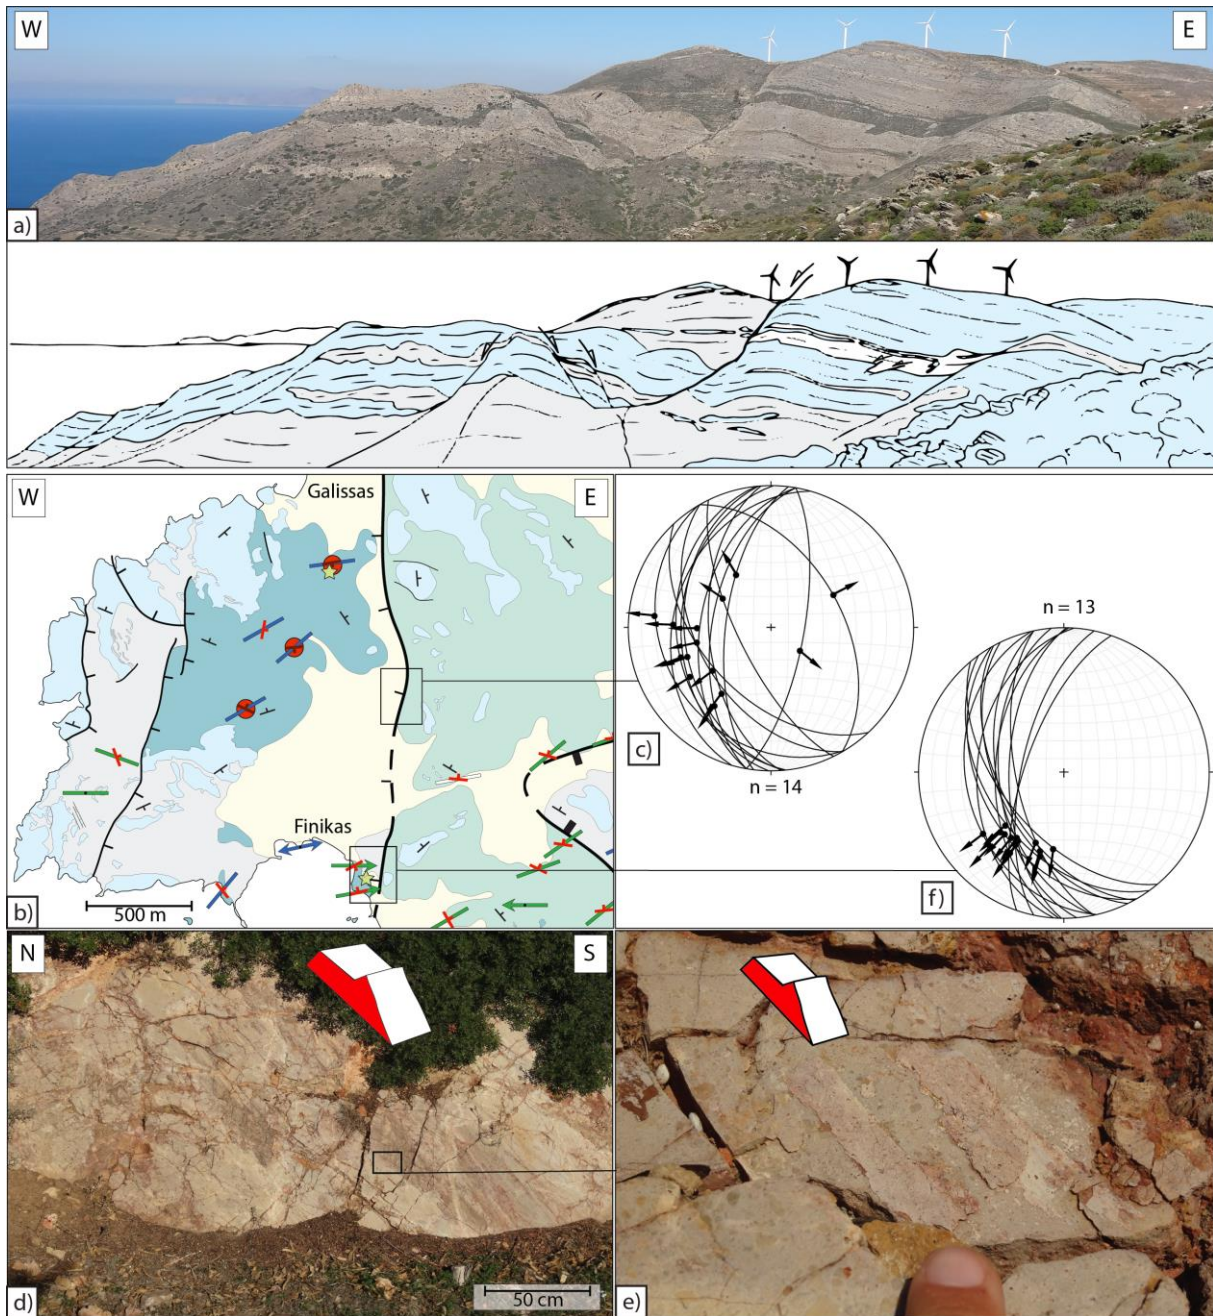 W
E
a)
W
E
Galissas
Finikas
500 m
b)
c)
n = 14
n = 13
f)
N
S
50 cm
d)
e)